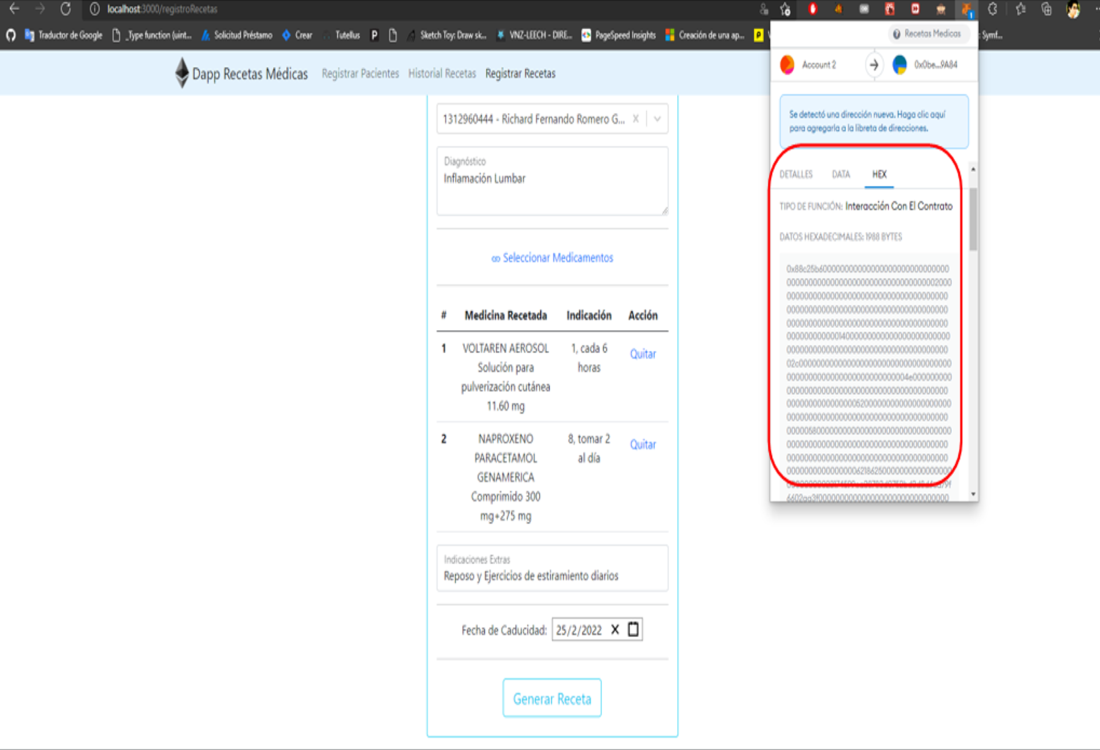 localhost:3000/registroRecetas
Traductor de Google
_Type function (uint...
Solicitud Préstamo
Crear
Tutellus
Sketch Toy: Draw sk...
VNZ-LEECH - DIRE...
PageSpeed Insights
Creación de una ap...
: Symf...
Dapp Recetas Médicas
Registrar Pacientes
Historial Recetas
Registrar Recetas
1312960444 - Richard Fernando Romero G...
Diagnóstico
Inflamación Lumbar
Seleccionar Medicamentos
# Medicina Recetada Indicación Acción
1 VOLTAREN AEROSOL 1, cada 6 Quitar
Solución para horas
pulverización cutánea
11.60 mg
2 NAPROXENO 8, tomar 2 Quitar
PARACETAMOL al día
GENAMERICA
Comprimido 300
mg+275 mg
Indicaciones Extras
Reposo y Ejercicios de estiramiento diarios
Fecha de Caducidad: 25/2/2022
Generar Receta
Recetas Medicas
Account 2
0x0be...9A84
Se detectó una dirección nueva. Haga clic aquí
para agregarla a la libreta de direcciones.
DETALLES DATA HEX
TIPO DE FUNCIÓN: Interacción Con El Contrato
DATOS HEXADECIMALES: 1988 BYTES